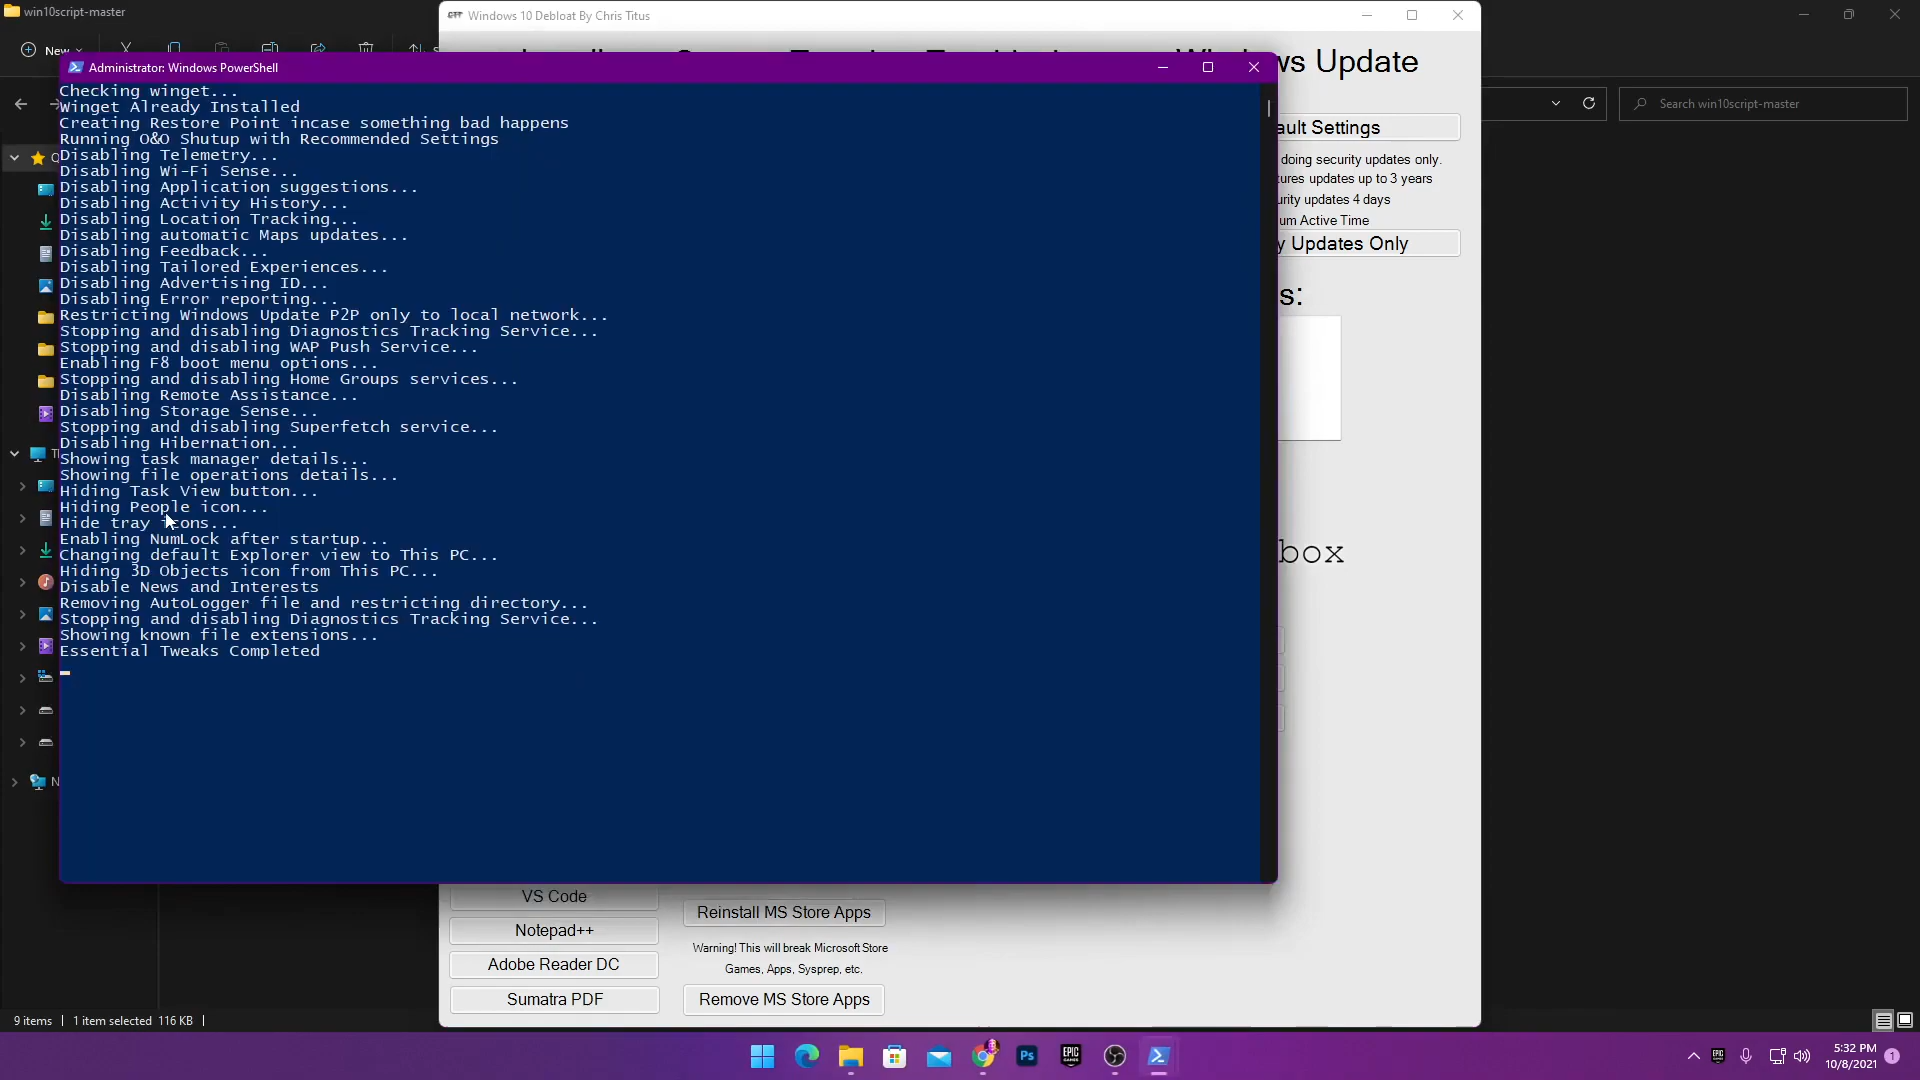 win10script-master
New
Search win10script-master
9 items
1 item selected 116 KB
Windows 10 Debloat By Chris Titus
ws Update
ault Settings
doing security updates only.
tures updates up to 3 years
urity updates 4 days
um Active Time
y Updates Only
s:
box
VS Code
Notepad++
Adobe Reader DC
Sumatra PDF
Reinstall MS Store Apps
Warning! This will break Microsoft Store
Games, Apps, Sysprep, etc.
Remove MS Store Apps
Administrator: Windows PowerShell
Checking winget...
Winget Already Installed
Creating Restore Point incase something bad happens
Running O&O Shutup with Recommended Settings
Disabling Telemetry...
Disabling Wi-Fi Sense...
Disabling Application suggestions...
Disabling Activity History...
Disabling Location Tracking...
Disabling automatic Maps updates...
Disabling Feedback...
Disabling Tailored Experiences...
Disabling Advertising ID...
Disabling Error reporting...
Restricting Windows Update P2P only to local network...
Stopping and disabling Diagnostics Tracking Service...
Stopping and disabling WAP Push Service...
Enabling F8 boot menu options...
Stopping and disabling Home Groups services...
Disabling Remote Assistance...
Disabling Storage Sense...
Stopping and disabling Superfetch service...
Disabling Hibernation...
Showing task manager details...
Showing file operations details...
Hiding Task View button...
Hiding People icon...
Hide tray icons...
Enabling NumLock after startup...
Changing default Explorer view to This PC...
Hiding 3D Objects icon from This PC...
Disable News and Interests
Removing AutoLogger file and restricting directory...
Stopping and disabling Diagnostics Tracking Service...
Showing known file extensions...
Essential Tweaks Completed
Ps
EPIC GAMES
5:32 PM
10/8/2021
1